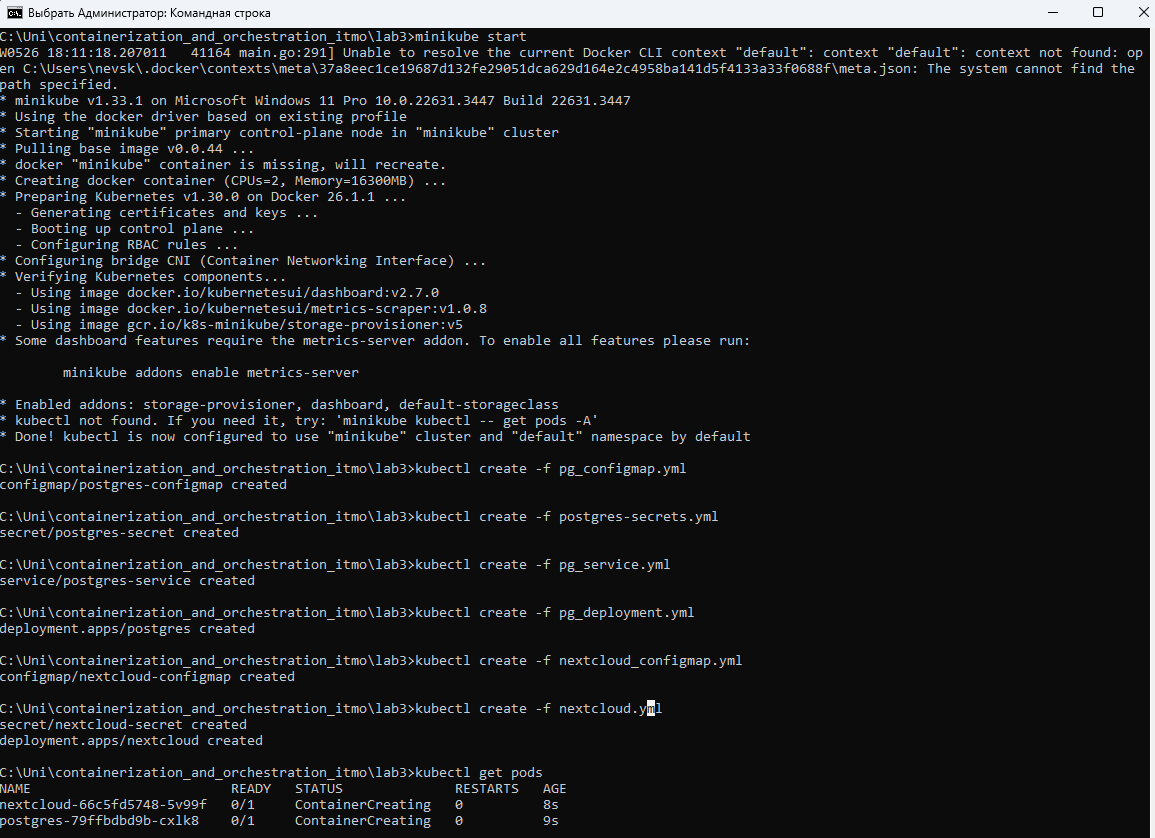 Выбрать Администратор: Командная строка
C:\Uni\containerization_and_orchestration_itmo\lab3>minikube start
W0526 18:11:18.207011   41164 main.go:291] Unable to resolve the current Docker CLI context "default": context "default": context not found: op
en C:\Users\nevsk\.docker\contexts\meta\37a8eec1ce19687d132fe29051dca629d164e2c4958ba141d5f4133a33f0688f\meta.json: The system cannot find the
path specified.
* minikube v1.33.1 on Microsoft Windows 11 Pro 10.0.22631.3447 Build 22631.3447
* Using the docker driver based on existing profile
* Starting "minikube" primary control-plane node in "minikube" cluster
* Pulling base image v0.0.44 ...
* docker "minikube" container is missing, will recreate.
* Creating docker container (CPUs=2, Memory=16300MB) ...
* Preparing Kubernetes v1.30.0 on Docker 26.1.1 ...
  - Generating certificates and keys ...
  - Booting up control plane ...
  - Configuring RBAC rules ...
* Configuring bridge CNI (Container Networking Interface) ...
* Verifying Kubernetes components...
  - Using image docker.io/kubernetesui/dashboard:v2.7.0
  - Using image docker.io/kubernetesui/metrics-scraper:v1.0.8
  - Using image gcr.io/k8s-minikube/storage-provisioner:v5
* Some dashboard features require the metrics-server addon. To enable all features please run:
        minikube addons enable metrics-server
* Enabled addons: storage-provisioner, dashboard, default-storageclass
* kubectl not found. If you need it, try: 'minikube kubectl -- get pods -A'
* Done! kubectl is now configured to use "minikube" cluster and "default" namespace by default
C:\Uni\containerization_and_orchestration_itmo\lab3>kubectl create -f pg_configmap.yml
configmap/postgres-configmap created
C:\Uni\containerization_and_orchestration_itmo\lab3>kubectl create -f postgres-secrets.yml
secret/postgres-secret created
C:\Uni\containerization_and_orchestration_itmo\lab3>kubectl create -f pg_service.yml
service/postgres-service created
C:\Uni\containerization_and_orchestration_itmo\lab3>kubectl create -f pg_deployment.yml
deployment.apps/postgres created
C:\Uni\containerization_and_orchestration_itmo\lab3>kubectl create -f nextcloud_configmap.yml
configmap/nextcloud-configmap created
C:\Uni\containerization_and_orchestration_itmo\lab3>kubectl create -f nextcloud.yml
secret/nextcloud-secret created
deployment.apps/nextcloud created
C:\Uni\containerization_and_orchestration_itmo\lab3>kubectl get pods
NAME                         READY   STATUS              RESTARTS   AGE
nextcloud-66c5fd5748-5v99f   0/1     ContainerCreating   0          8s
postgres-79ffbdbd9b-cxlk8    0/1     ContainerCreating   0          9s